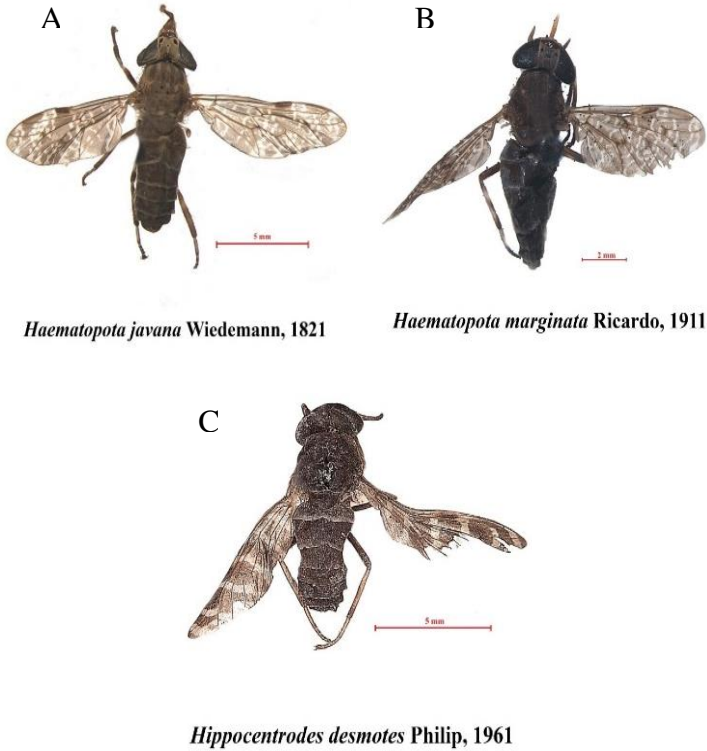 A
B
5 mm
2 mm
Haematopota javana Wiedemann, 1821
Haematopota marginata Ricardo, 1911
C
5 mm
Hippocentrodes desmotes Philip, 1961